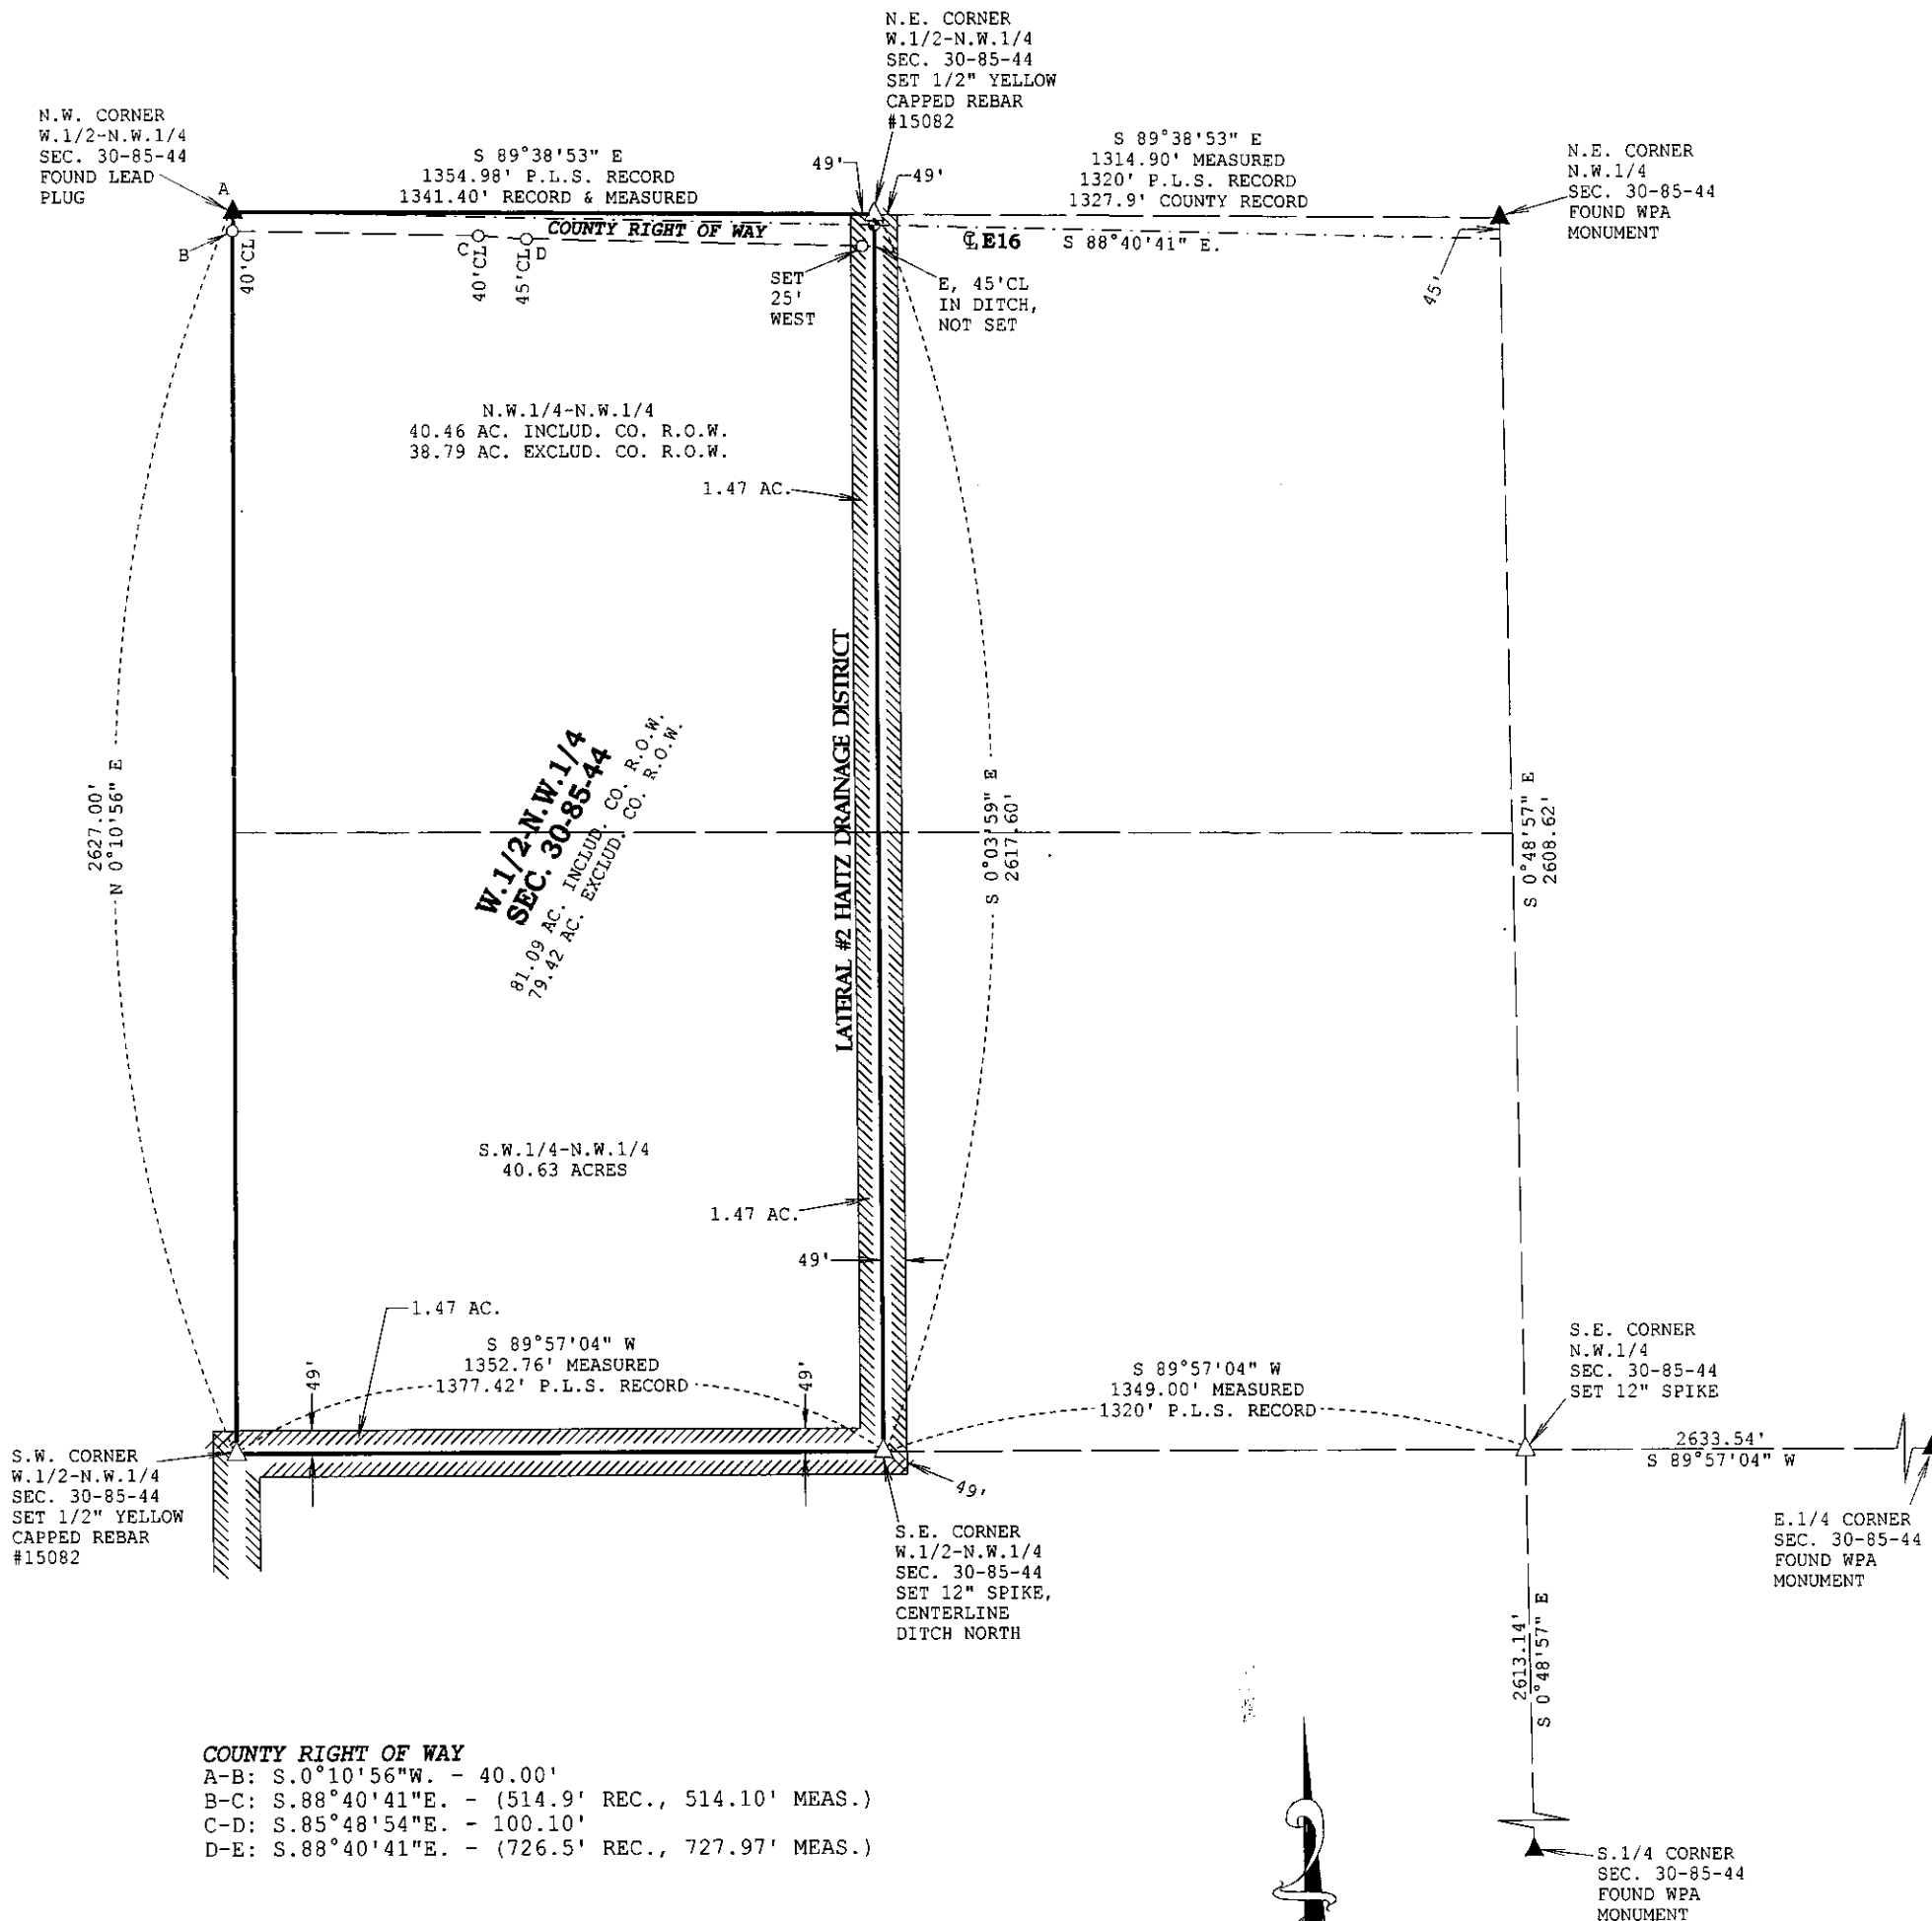 N.E. CORNER
W.1/2-N.W.1/4
SEC. 30-85-44
SET 1/2" YELLOW
CAPPED REBAR
#15082
N.W. CORNER
W.1/2-N.W.1/4
SEC. 30-85-44
FOUND LEAD
PLUG
A
S 89°38'53" E
1354.98' P.L.S. RECORD
1341.40' RECORD & MEASURED
49'
49'
S 89°38'53" E
1314.90' MEASURED
1320' P.L.S. RECORD
1327.9' COUNTY RECORD
N.E. CORNER
N.W.1/4
SEC. 30-85-44
FOUND WPA
MONUMENT
B
40'CL
C
40'CL
45'CL
D
COUNTY RIGHT OF WAY
℄ E16
S 88°40'41" E.
45'
SET
25'
WEST
E, 45'CL
IN DITCH,
NOT SET
N.W.1/4-N.W.1/4
40.46 AC. INCLUD. CO. R.O.W.
38.79 AC. EXCLUD. CO. R.O.W.
1.47 AC.
LATERAL #2 HAITZ DRAINAGE DISTRICT
W.1/2-N.W.1/4
SEC. 30-85-44
81.09 AC. INCLUD. CO. R.O.W.
79.42 AC. EXCLUD. CO. R.O.W.
2627.00'
N 0°10'56" E
S 0°03'59" E
2617.60'
S 0°48'57" E
2608.62'
S.W.1/4-N.W.1/4
40.63 ACRES
1.47 AC.
49'
1.47 AC.
S 89°57'04" W
1352.76' MEASURED
1377.42' P.L.S. RECORD
49'
49'
S 89°57'04" W
1349.00' MEASURED
1320' P.L.S. RECORD
S.E. CORNER
N.W.1/4
SEC. 30-85-44
SET 12" SPIKE
2633.54'
S 89°57'04" W
S.W. CORNER
W.1/2-N.W.1/4
SEC. 30-85-44
SET 1/2" YELLOW
CAPPED REBAR
#15082
49'
S.E. CORNER
W.1/2-N.W.1/4
SEC. 30-85-44
SET 12" SPIKE,
CENTERLINE
DITCH NORTH
E.1/4 CORNER
SEC. 30-85-44
FOUND WPA
MONUMENT
2613.14'
S 0°48'57" E
COUNTY RIGHT OF WAY
A-B: S.0°10'56"W. - 40.00'
B-C: S.88°40'41"E. - (514.9' REC., 514.10' MEAS.)
C-D: S.85°48'54"E. - 100.10'
D-E: S.88°40'41"E. - (726.5' REC., 727.97' MEAS.)
S.1/4 CORNER
SEC. 30-85-44
FOUND WPA
MONUMENT